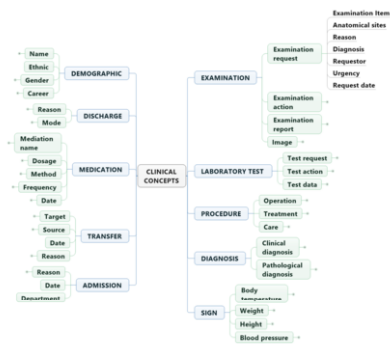 Name
Ethnic
Gender
Career
DEMOGRAPHIC
Reason
Mode
DISCHARGE
Mediation
name
Dosage
Method
Frequency
Date
MEDICATION
Target
Source
Date
Reason
TRANSFER
Reason
Date
Department
ADMISSION
CLINICAL
CONCEPTS
EXAMINATION
Examination
request
Examination Item
Anatomical sites
Reason
Diagnosis
Requestor
Urgency
Request date
Examination
action
Examination
report
Image
LABORATORY TEST
Test request
Test action
Test data
PROCEDURE
Operation
Treatment
Care
DIAGNOSIS
Clinical
diagnosis
Pathological
diagnosis
SIGN
Body
temperature
Weight
Height
Blood pressure